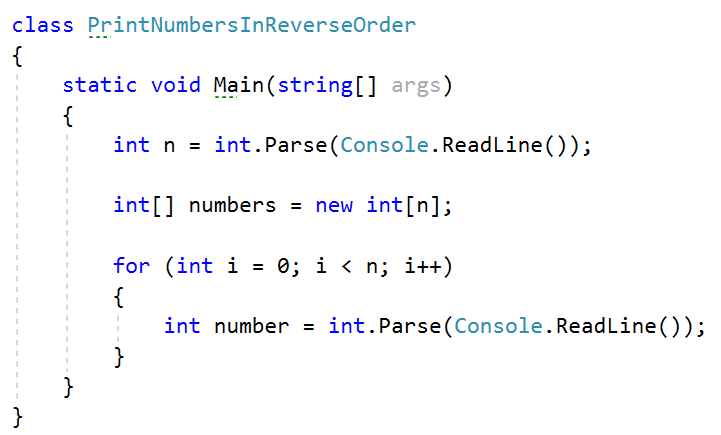 class PrintNumbersInReverseOrder
{
    static void Main(string[] args)
    {
        int n = int.Parse(Console.ReadLine());

        int[] numbers = new int[n];

        for (int i = 0; i < n; i++)
        {
            int number = int.Parse(Console.ReadLine());
        }
    }
}